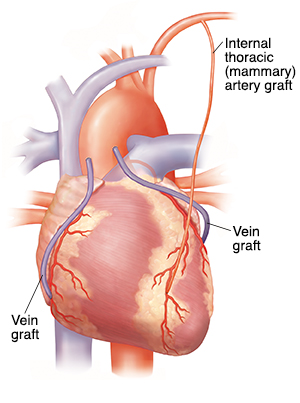 Internal
thoracic
(mammary)
artery graft
Vein
graft
Vein
graft